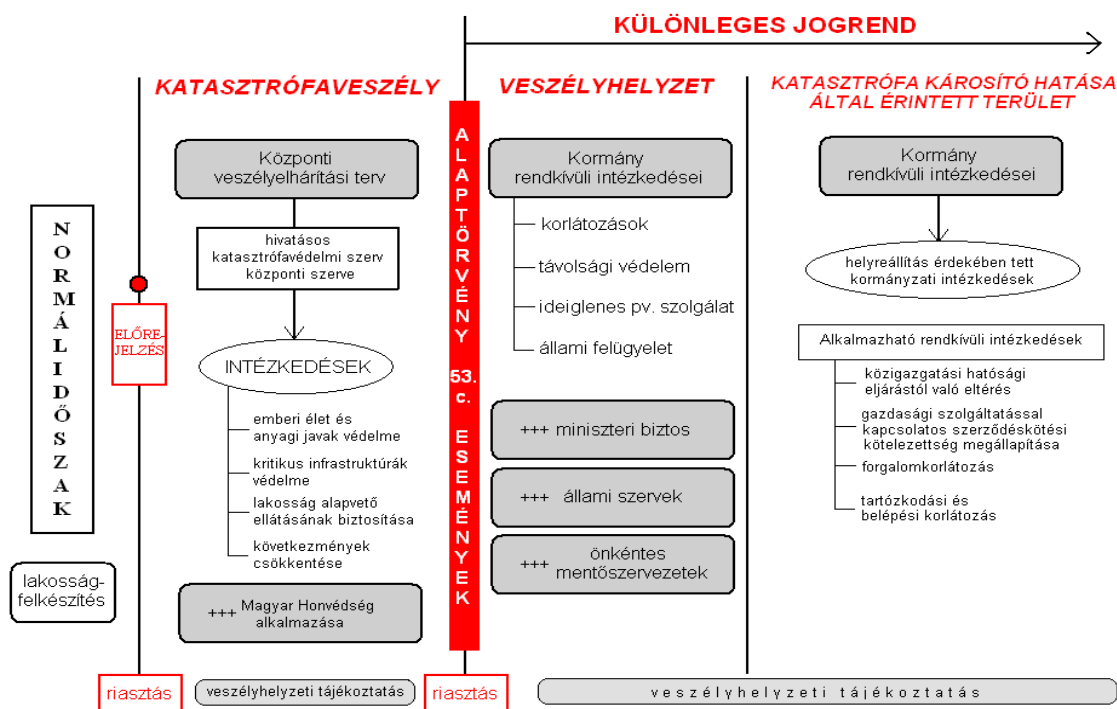 KÜLÖNLEGES JOGREND
NORMÁLIDŐSZAK
lakosság-
felkészítés
ELŐRE-
JELZÉS
riasztás
KATASZTRÓFAVESZÉLY
Központi
veszélyelhárítási terv
hivatásos
katasztrófavédelmi szerv
központi szerve
INTÉZKEDÉSEK
emberi élet és
anyagi javak védelme
kritikus infrastruktúrák
védelme
lakosság alapvető
ellátásának biztosítása
következmények
csökkentése
+++ Magyar Honvédség
alkalmazása
veszélyhelyzeti tájékoztatás
ALAPTÖRVÉNY 53. c. ESEMÉNYEK
riasztás
VESZÉLYHELYZET
Kormány
rendkívüli intézkedései
korlátozások
távolsági védelem
ideiglenes pv. szolgálat
állami felügyelet
+++ miniszteri biztos
+++ állami szervek
+++ önkéntes
mentőszervezetek
KATASZTRÓFA KÁROSÍTÓ HATÁSA
ÁLTAL ÉRINTETT TERÜLET
Kormány
rendkívüli intézkedései
helyreállítás érdekében tett
kormányzati intézkedések
Alkalmazható rendkívüli intézkedések
közigazgatási hatósági
eljárástól való eltérés
gazdasági szolgáltatással
kapcsolatos szerződéskötési
kötelezettség megállapítása
forgalomkorlátozás
tartózkodási és
belépési korlátozás
veszélyhelyzeti tájékoztatás